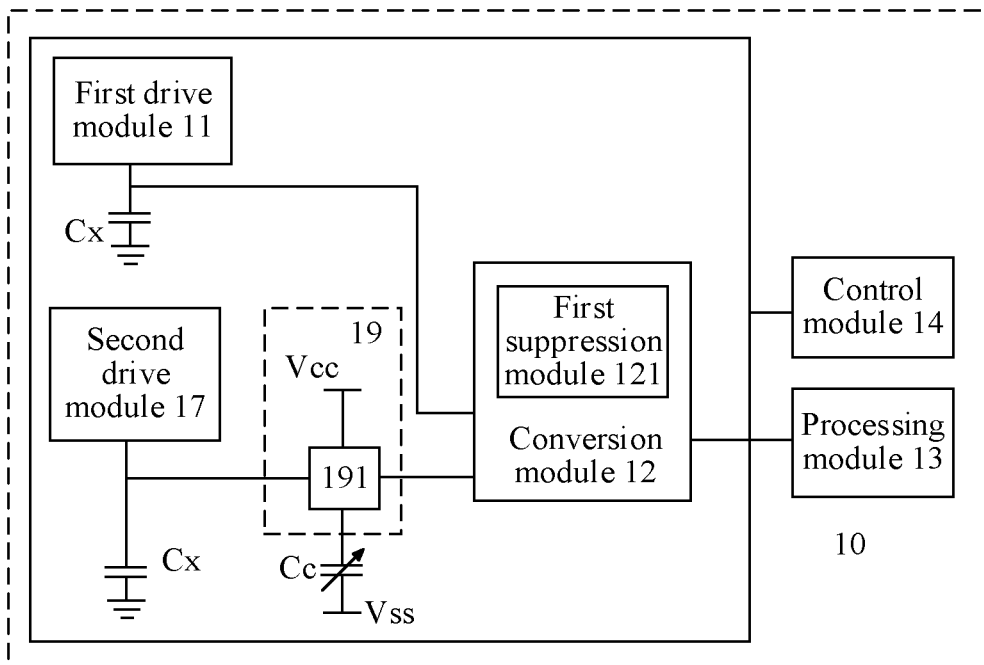 First drive
module 11
Cx
Second
drive
module 17
19
Vcc
191
Cx
Cc
Vss
First
suppression
module 121
Conversion
module 12
Control
module 14
Processing
module 13
10